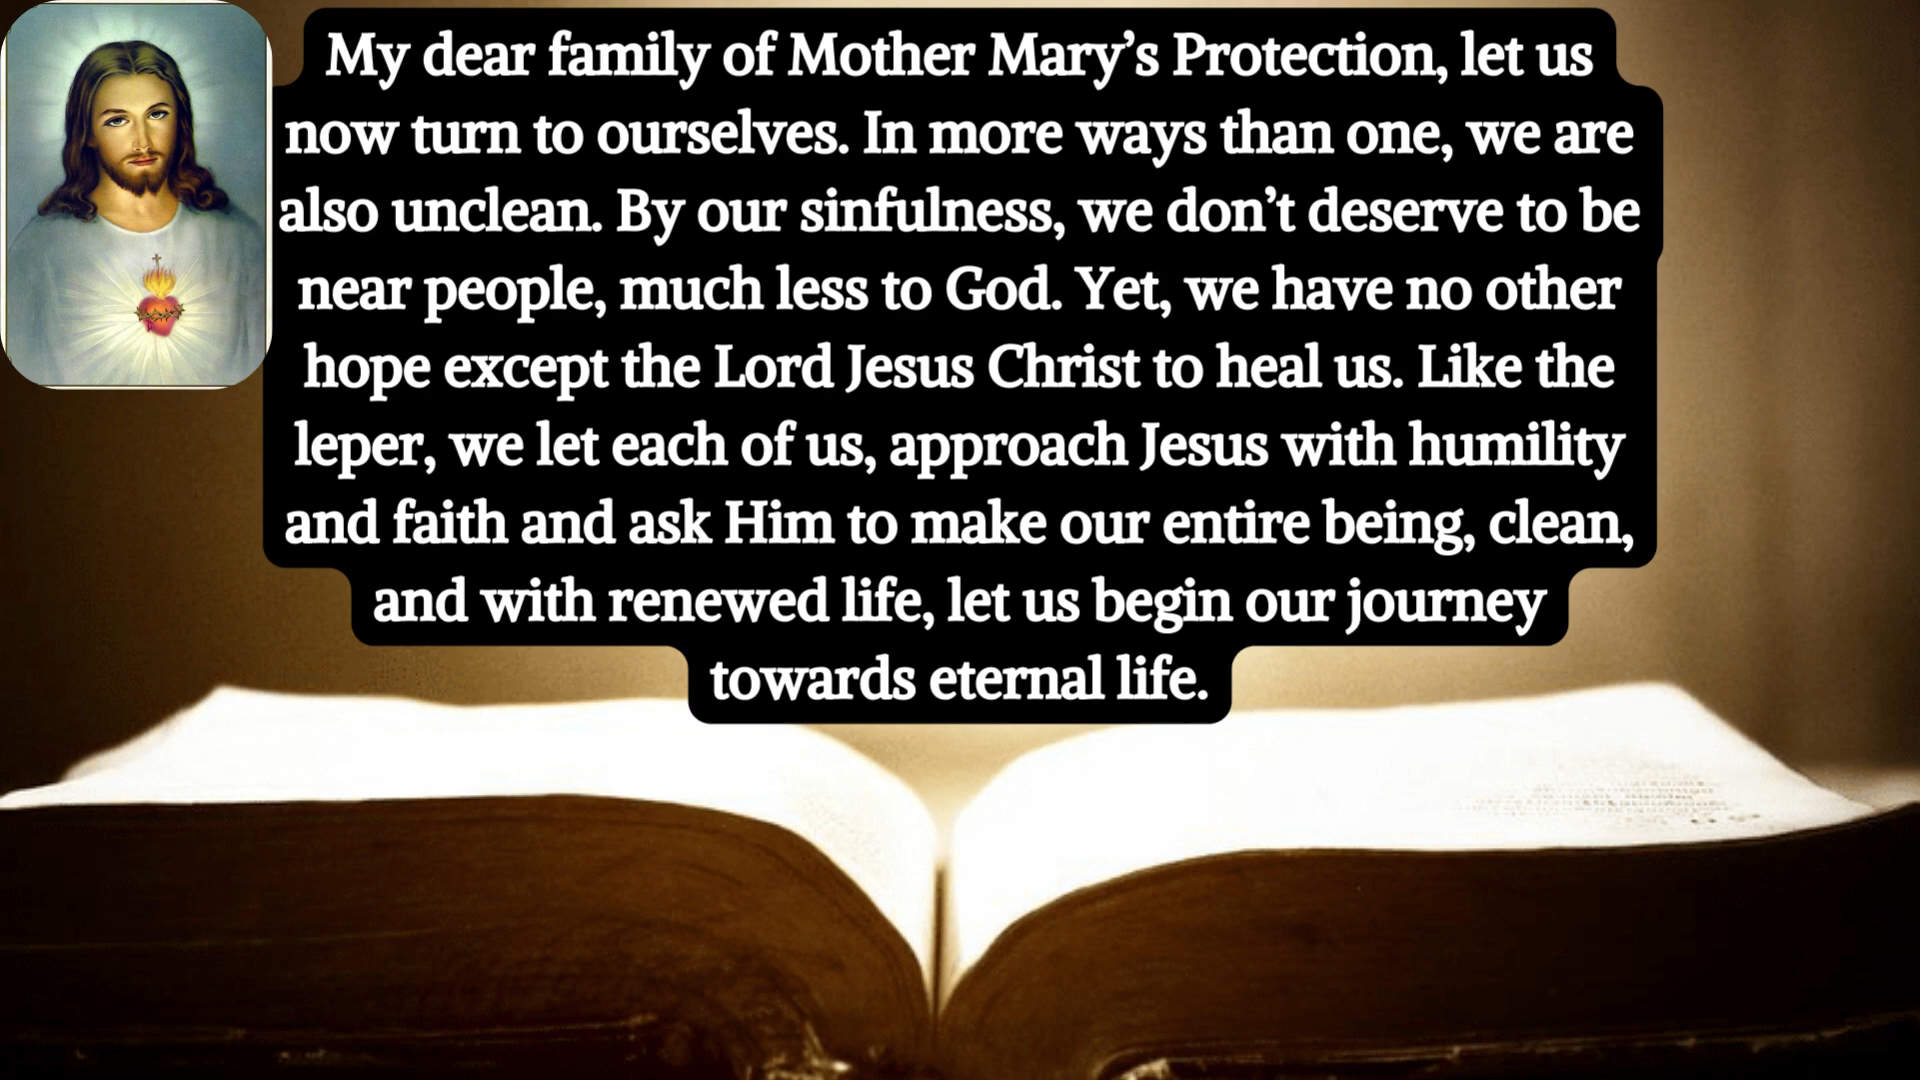 My dear family of Mother Mary’s Protection, let us
now turn to ourselves. In more ways than one, we are
also unclean. By our sinfulness, we don’t deserve to be
near people, much less to God. Yet, we have no other
hope except the Lord Jesus Christ to heal us. Like the
leper, we let each of us, approach Jesus with humility
and faith and ask Him to make our entire being, clean,
and with renewed life, let us begin our journey
towards eternal life.